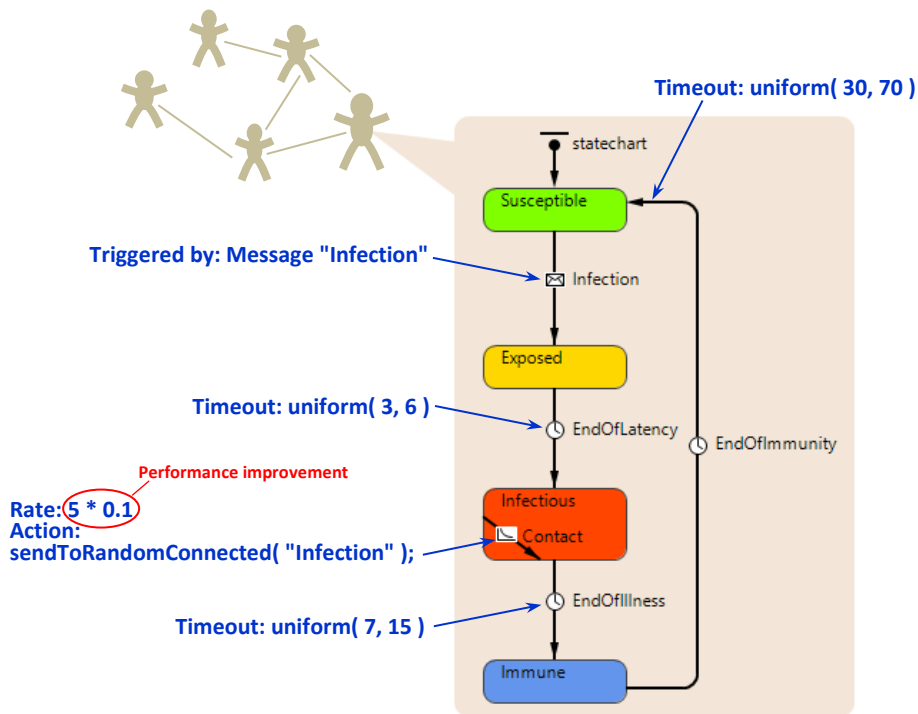 Timeout: uniform( 30, 70 )
statechart
Susceptible
Triggered by: Message "Infection"
Infection
Exposed
Timeout: uniform( 3, 6 )
EndOfLatency
EndOfImmunity
Performance improvement
Rate: 5 * 0.1
Action:
sendToRandomConnected( "Infection" );
Infectious
Contact
EndOfIllness
Timeout: uniform( 7, 15 )
Immune